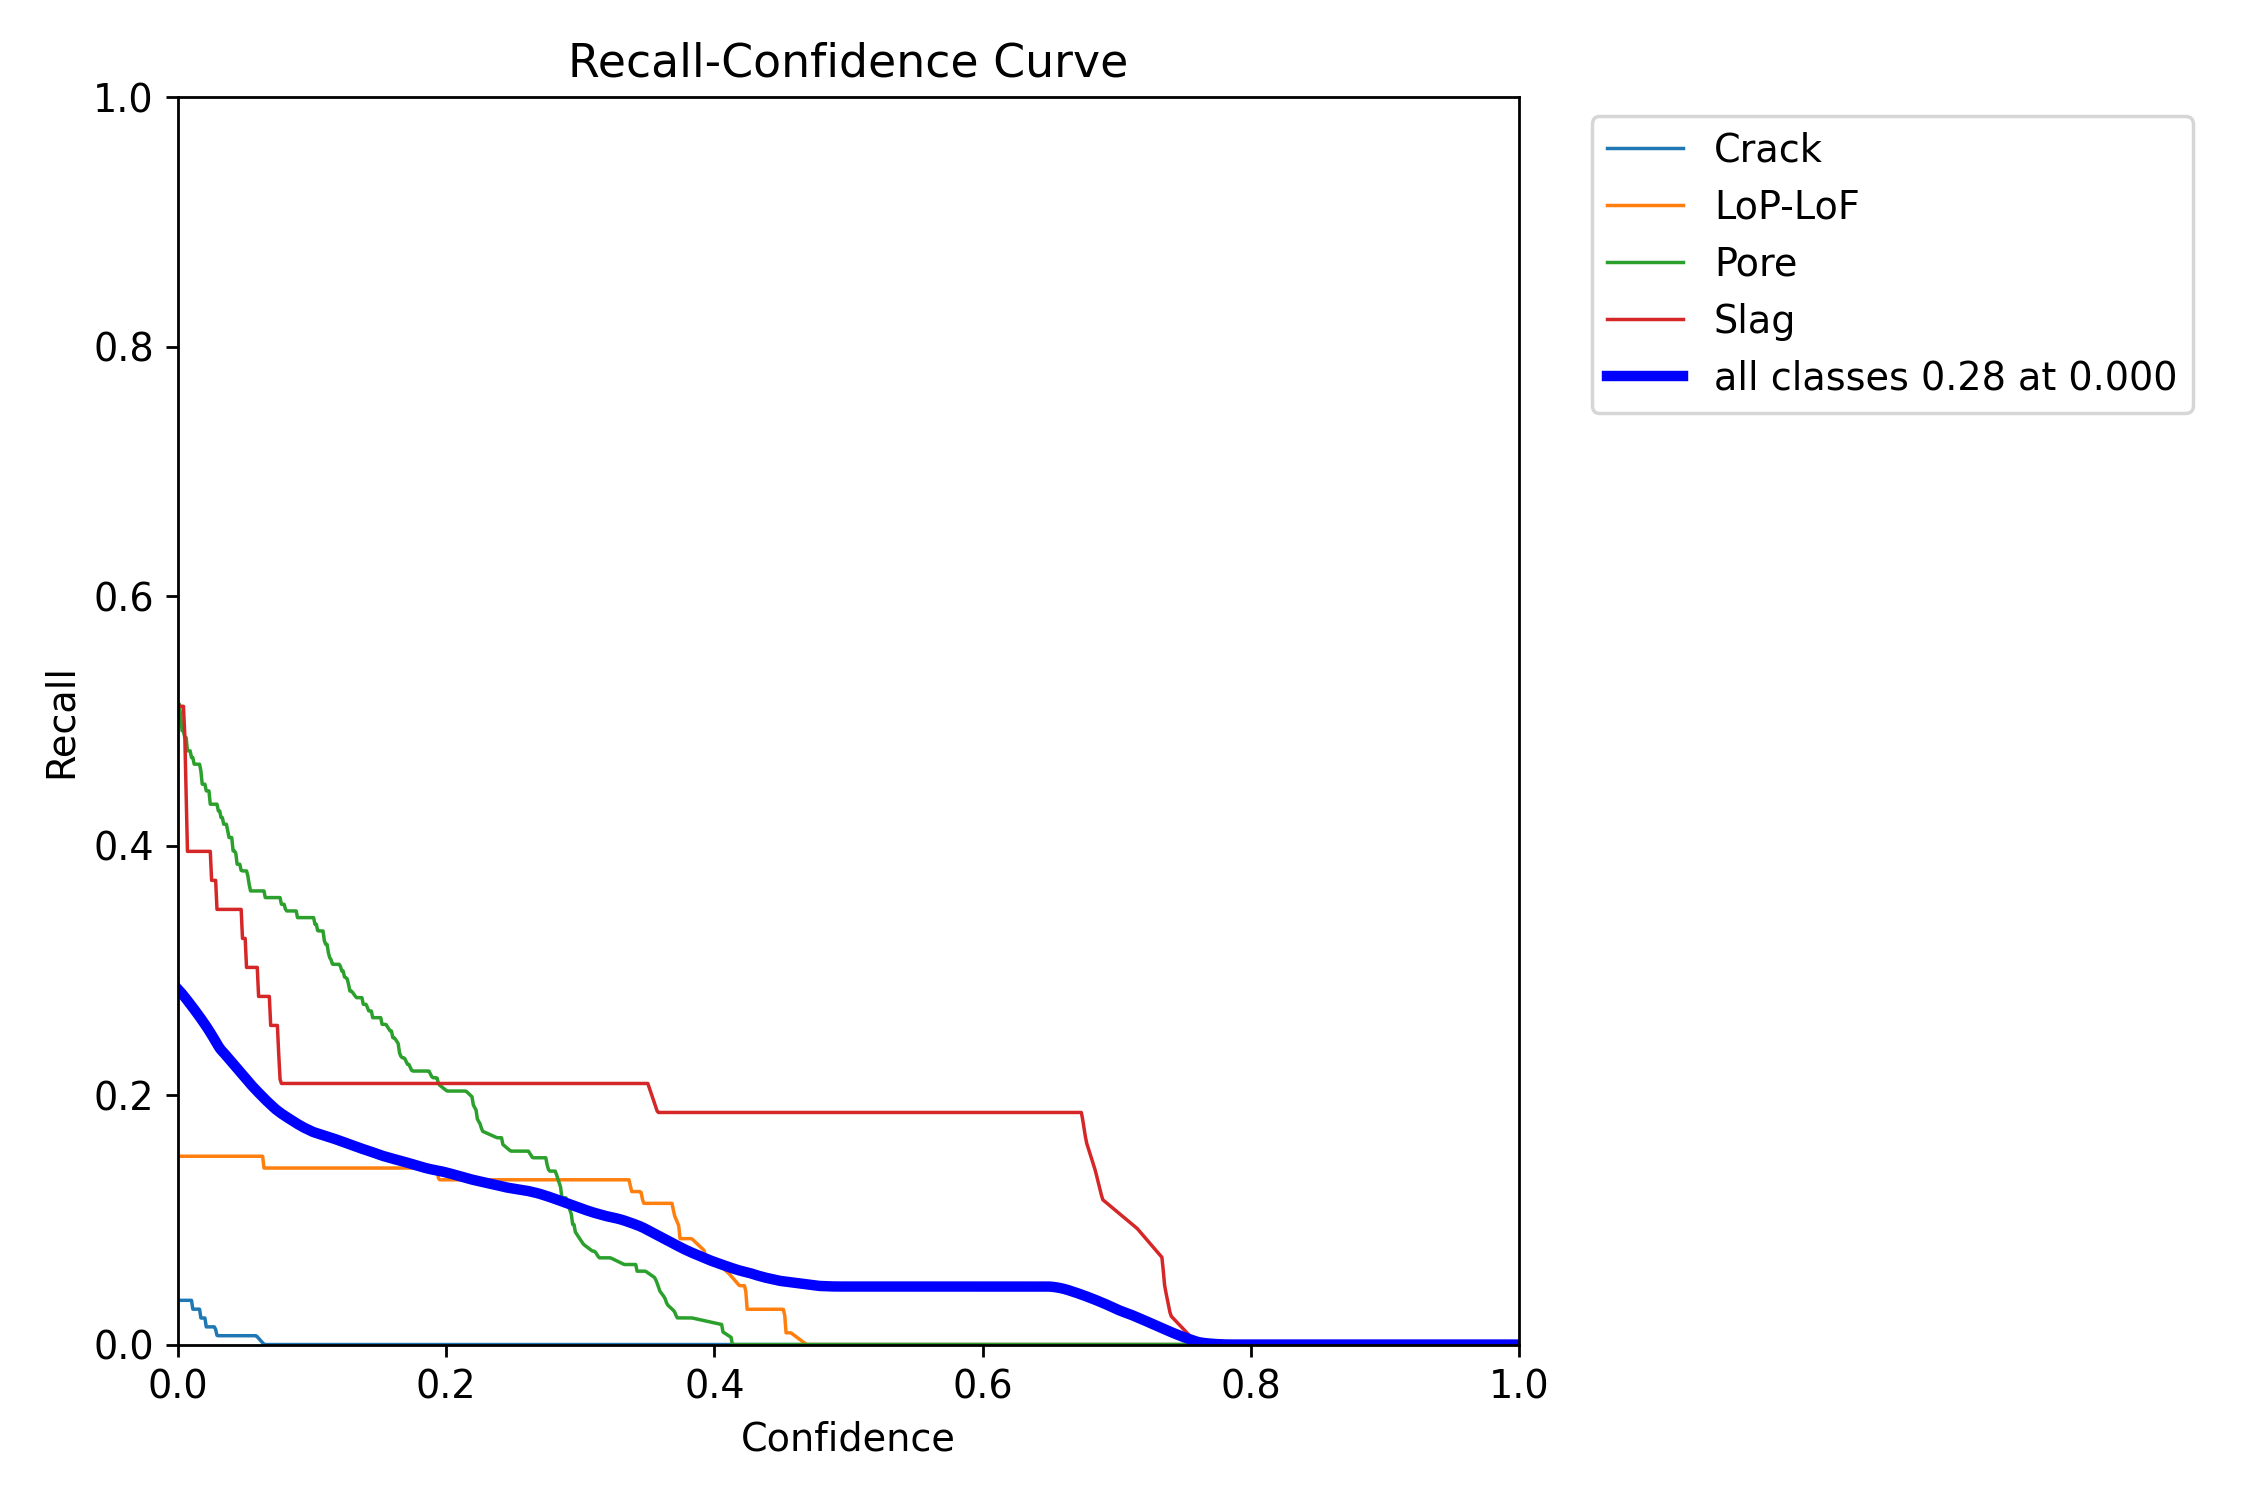 Recall-Confidence Curve
1.0
0.8
0.6
0.4
0.2
0.0
Recall
0.0 0.2 0.4 0.6 0.8 1.0
Confidence
Crack
LoP-LoF
Pore
Slag
all classes 0.28 at 0.000